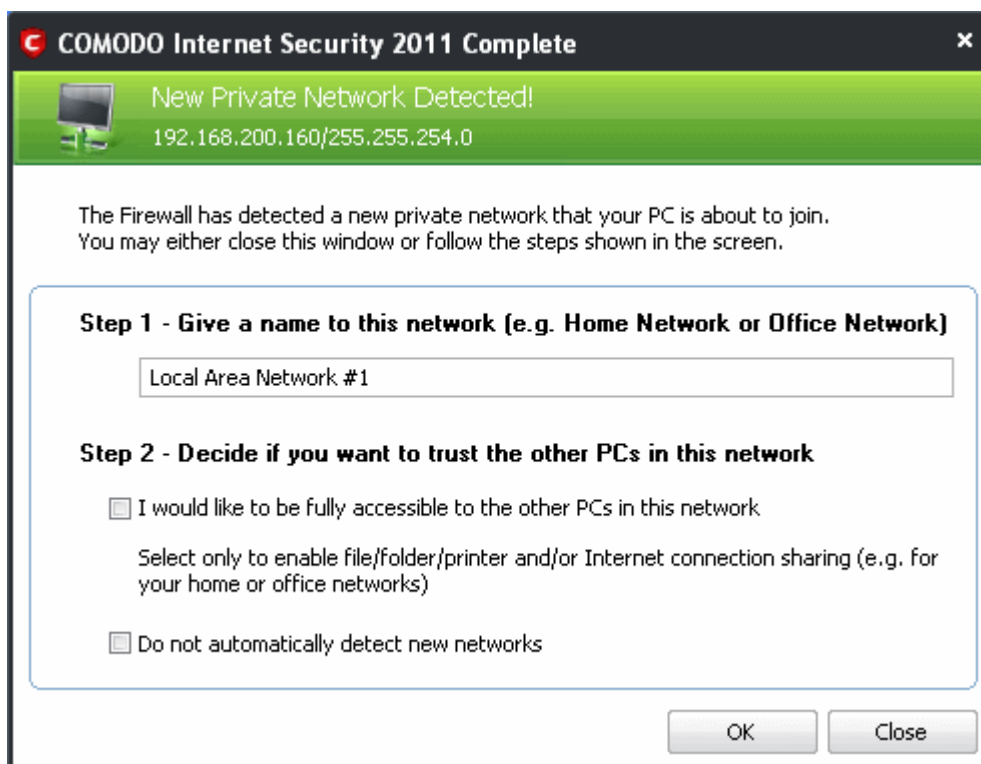 COMODO Internet Security 2011 Complete
New Private Network Detected!
192.168.200.160/255.255.254.0
The Firewall has detected a new private network that your PC is about to join.
You may either close this window or follow the steps shown in the screen.
Step 1 - Give a name to this network (e.g. Home Network or Office Network)
Local Area Network #1
Step 2 - Decide if you want to trust the other PCs in this network
I would like to be fully accessible to the other PCs in this network
Select only to enable file/folder/printer and/or Internet connection sharing (e.g. for
your home or office networks)
Do not automatically detect new networks
OK
Close